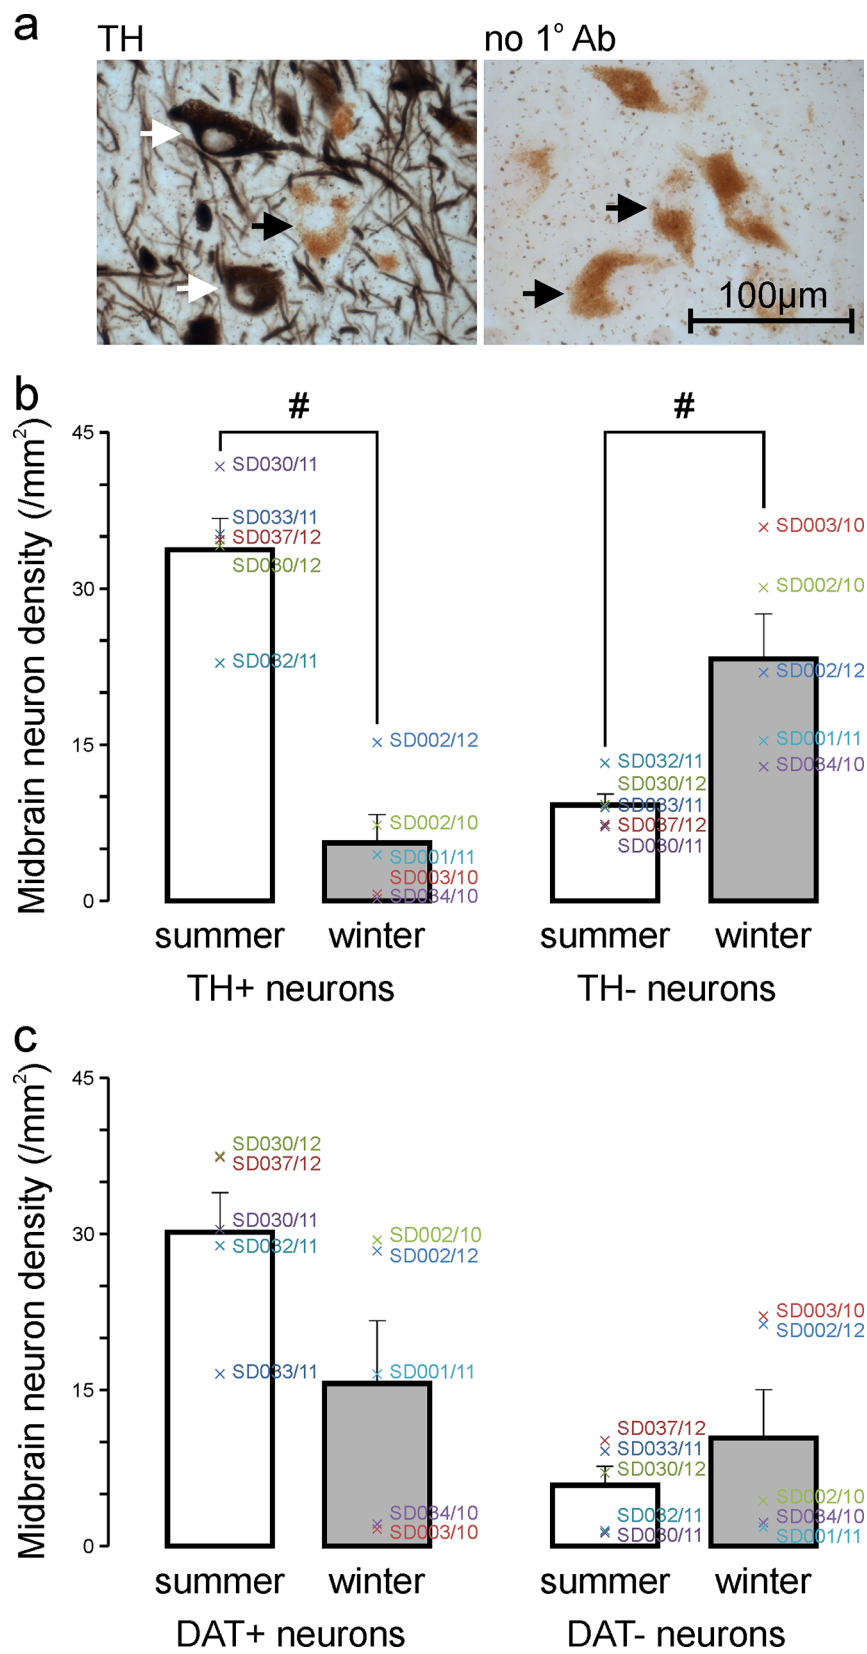 a
TH
no 1° Ab
100µm
b
Midbrain neuron density (/mm²)
45
30
15
0
#
#
SD030/11
SD033/11
SD037/12
SD030/12
SD032/11
SD002/12
SD002/10
SD001/11
SD003/10
SD034/10
SD003/10
SD002/10
SD002/12
SD001/11
SD034/10
SD032/11
SD030/12
SD033/11
SD037/12
SD030/11
summer
winter
summer
winter
TH+ neurons
TH- neurons
c
Midbrain neuron density (/mm²)
45
30
15
0
SD030/12
SD037/12
SD030/11
SD032/11
SD033/11
SD002/10
SD002/12
SD001/11
SD034/10
SD003/10
SD037/12
SD033/11
SD030/12
SD032/11
SD030/11
SD003/10
SD002/12
SD002/10
SD034/10
SD001/11
summer
winter
summer
winter
DAT+ neurons
DAT- neurons